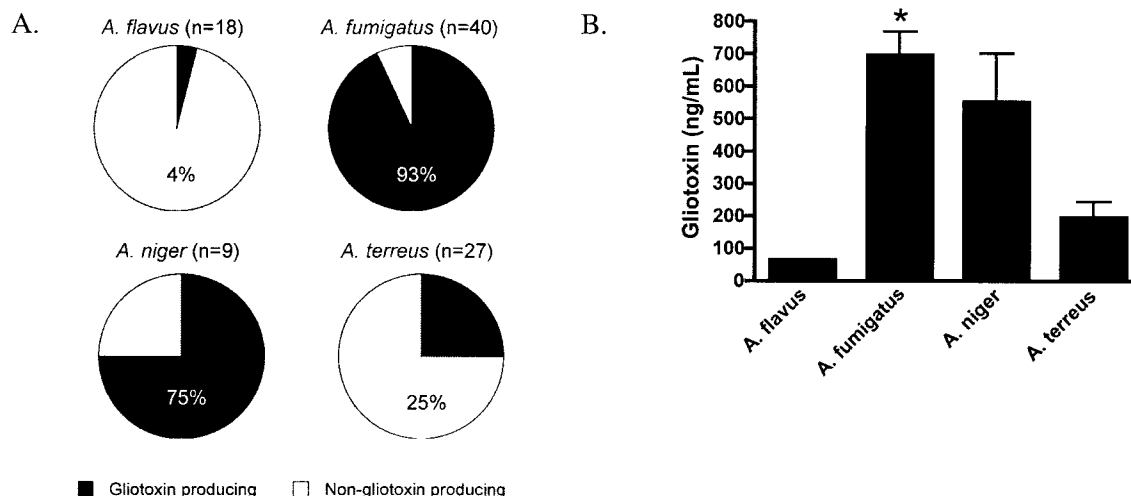 A.
A. flavus (n=18)
A. fumigatus (n=40)
4%
93%
A. niger (n=9)
A. terreus (n=27)
75%
25%
Gliotoxin producing
Non-gliotoxin producing
B.
*
Gliotoxin (ng/mL)
800
700
600
500
400
300
200
100
0
A. flavus
A. fumigatus
A. niger
A. terreus